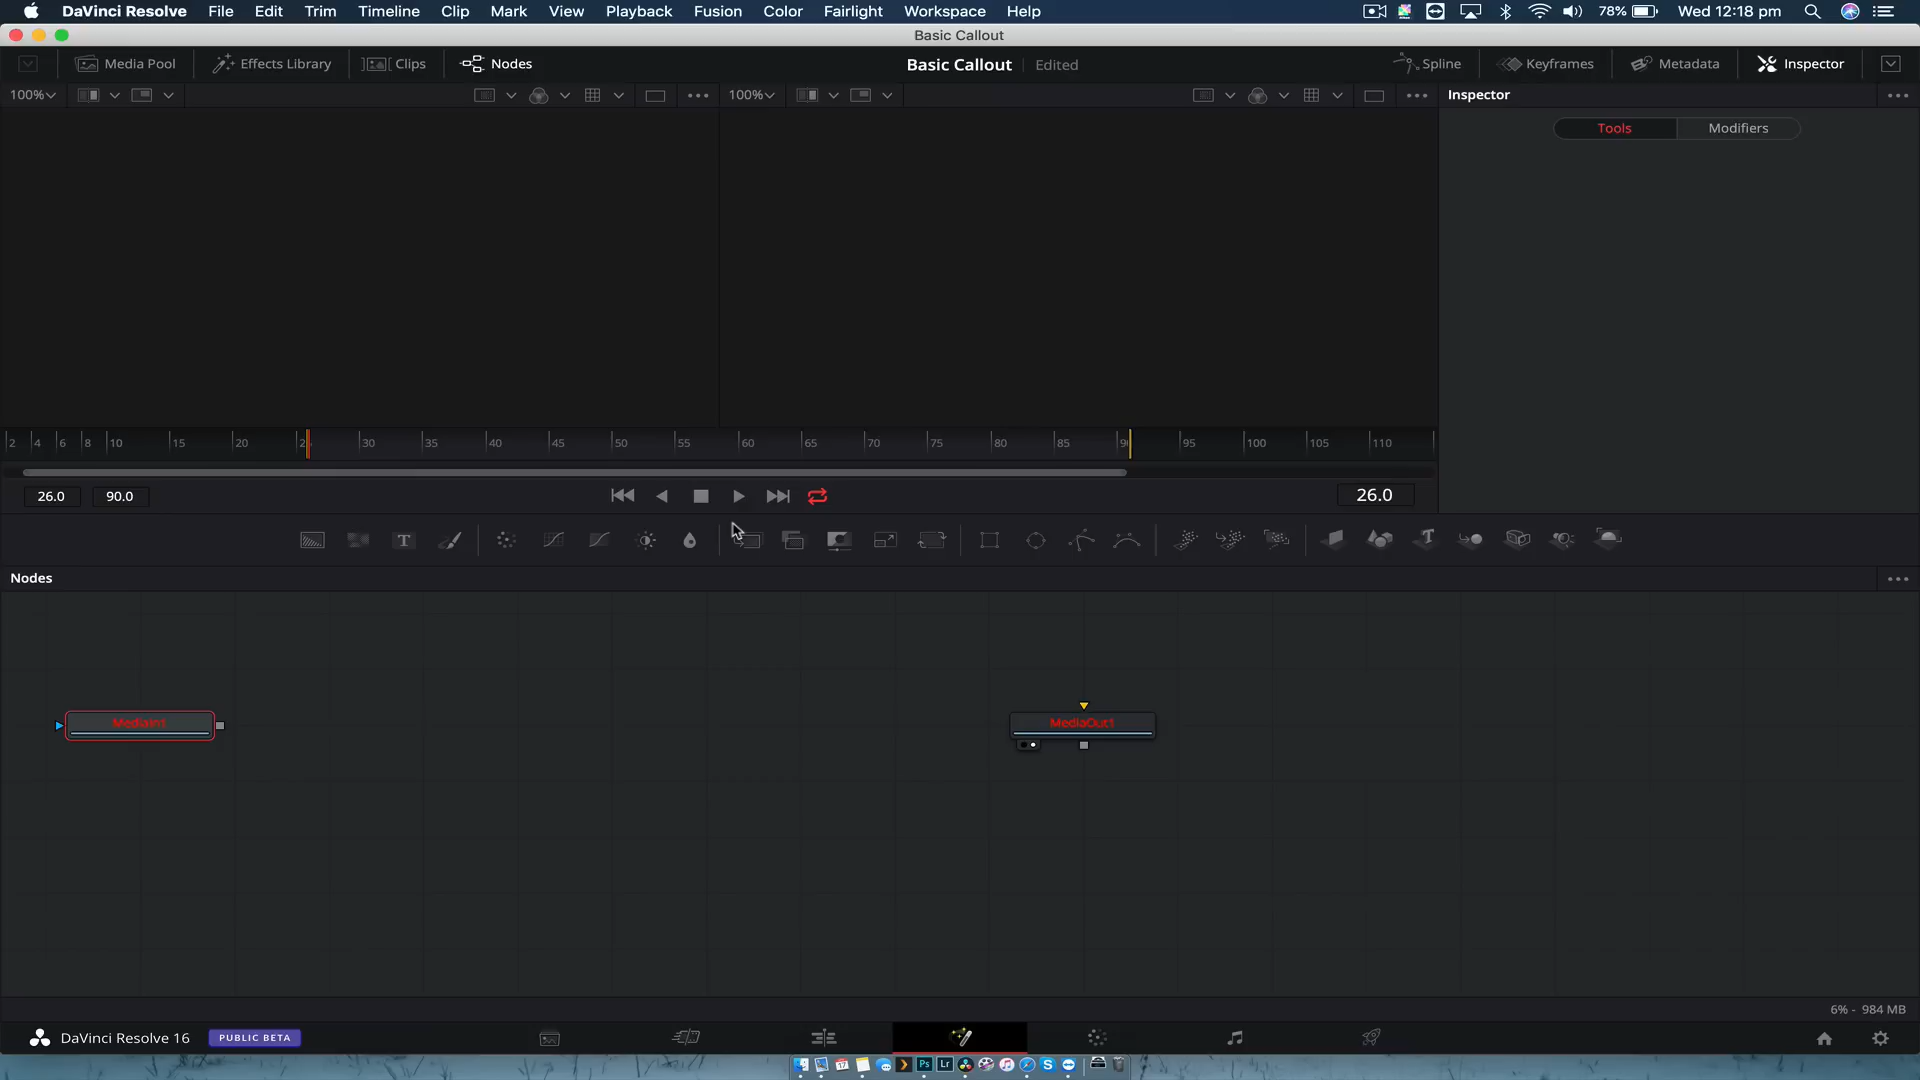 DaVinci Resolve File Edit Trim Timeline Clip Mark View Playback Fusion Color Fairlight Workspace Help 78% Wed 12:18 pm
Basic Callout
Media Pool Effects Library Clips Nodes Basic Callout Edited Spline Keyframes Metadata Inspector
100% 100% Inspector
Tools Modifiers
2 4 6 8 10 15 20 30 35 40 45 50 55 60 65 70 75 80 85 95 100 105 110
26.0 90.0 26.0
Nodes
MediaIn1 MediaOut1
6% - 984 MB
DaVinci Resolve 16 PUBLIC BETA
17 Ps Lr